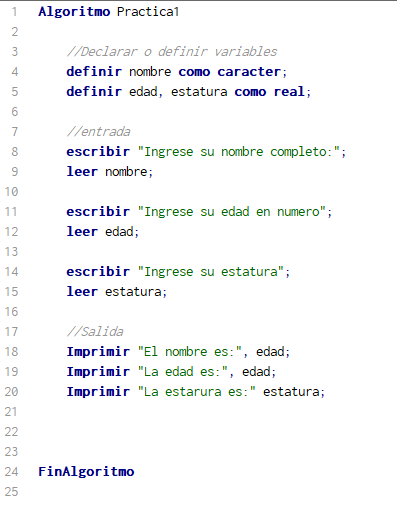 1 Algoritmo Practica1
2
3 //Declarar o definir variables
4 definir nombre como caracter;
5 definir edad, estatura como real;
6
7 //entrada
8 escribir "Ingrese su nombre completo:";
9 leer nombre;
10
11 escribir "Ingrese su edad en numero";
12 leer edad;
13
14 escribir "Ingrese su estatura";
15 leer estatura;
16
17 //Salida
18 Imprimir "El nombre es:", edad;
19 Imprimir "La edad es:", edad;
20 Imprimir "La estarura es:" estatura;
21
22
23
24 FinAlgoritmo
25